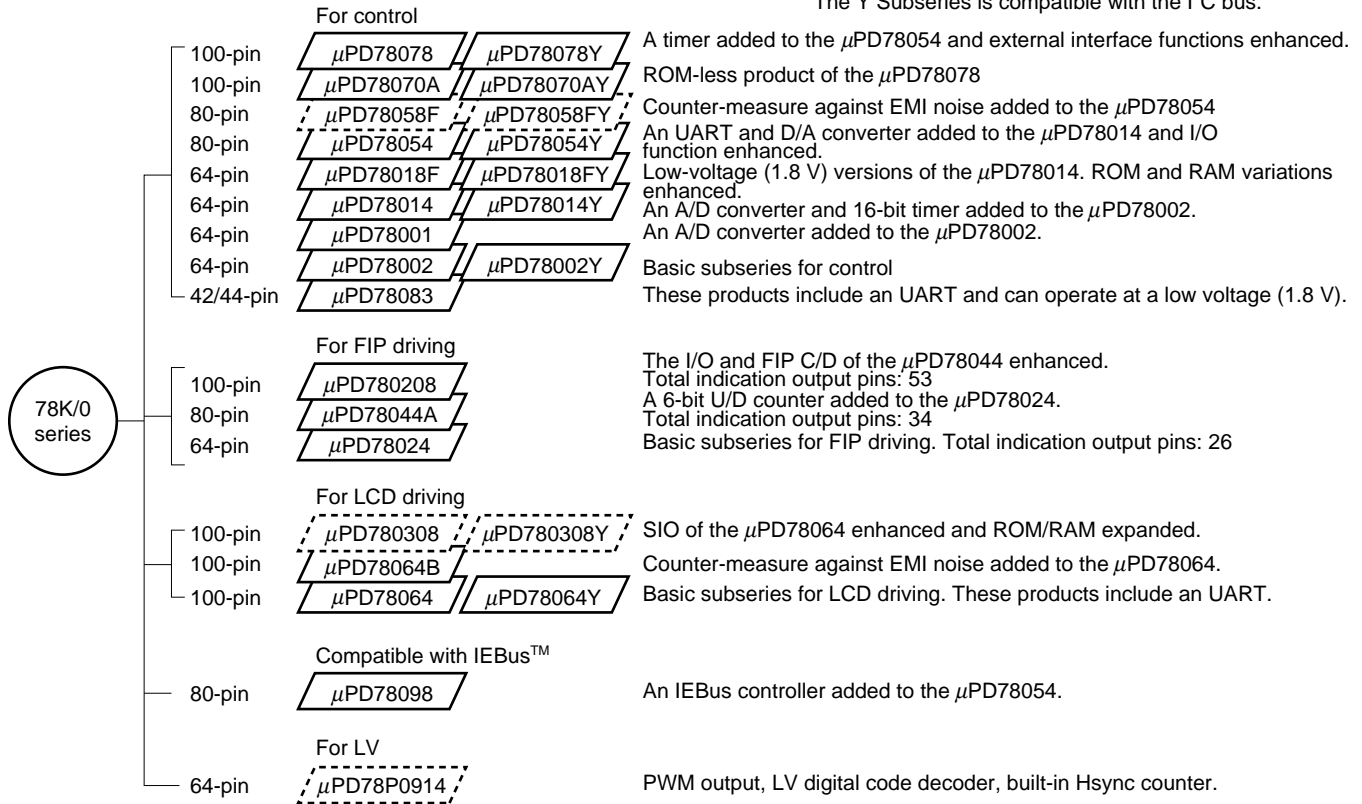 The Y Subseries is compatible with the I C bus.
For control
100-pin μPD78078 μPD78078Y A timer added to the μPD78054 and external interface functions enhanced.
100-pin μPD78070A μPD78070AY ROM-less product of the μPD78078
80-pin μPD78058F μPD78058FY Counter-measure against EMI noise added to the μPD78054
80-pin μPD78054 μPD78054Y An UART and D/A converter added to the μPD78014 and I/O
function enhanced.
64-pin μPD78018F μPD78018FY Low-voltage (1.8 V) versions of the μPD78014. ROM and RAM variations
enhanced.
64-pin μPD78014 μPD78014Y An A/D converter and 16-bit timer added to the μPD78002.
64-pin μPD78001 An A/D converter added to the μPD78002.
64-pin μPD78002 μPD78002Y Basic subseries for control
42/44-pin μPD78083 These products include an UART and can operate at a low voltage (1.8 V).
78K/0
series
For FIP driving
100-pin μPD780208 The I/O and FIP C/D of the μPD78044 enhanced.
Total indication output pins: 53
80-pin μPD78044A A 6-bit U/D counter added to the μPD78024.
Total indication output pins: 34
64-pin μPD78024 Basic subseries for FIP driving. Total indication output pins: 26
For LCD driving
100-pin μPD780308 μPD780308Y SIO of the μPD78064 enhanced and ROM/RAM expanded.
100-pin μPD78064B Counter-measure against EMI noise added to the μPD78064.
100-pin μPD78064 μPD78064Y Basic subseries for LCD driving. These products include an UART.
Compatible with IEBus™
80-pin μPD78098 An IEBus controller added to the μPD78054.
For LV
64-pin μPD78P0914 PWM output, LV digital code decoder, built-in Hsync counter.